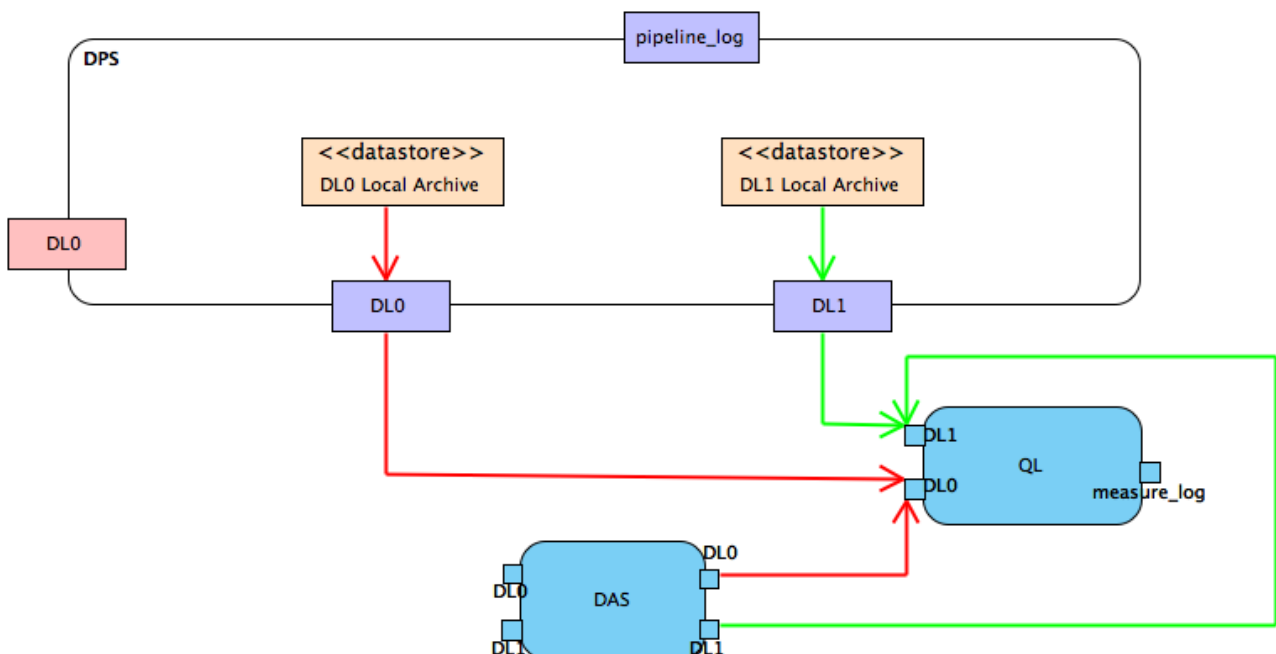 pipeline_log
DPS
<<datastore>>
DL0 Local Archive
<<datastore>>
DL1 Local Archive
DL0
DL0
DL1
DL1
QL
DL0
measure_log
DL0
DL0
DAS
DL1
DL1